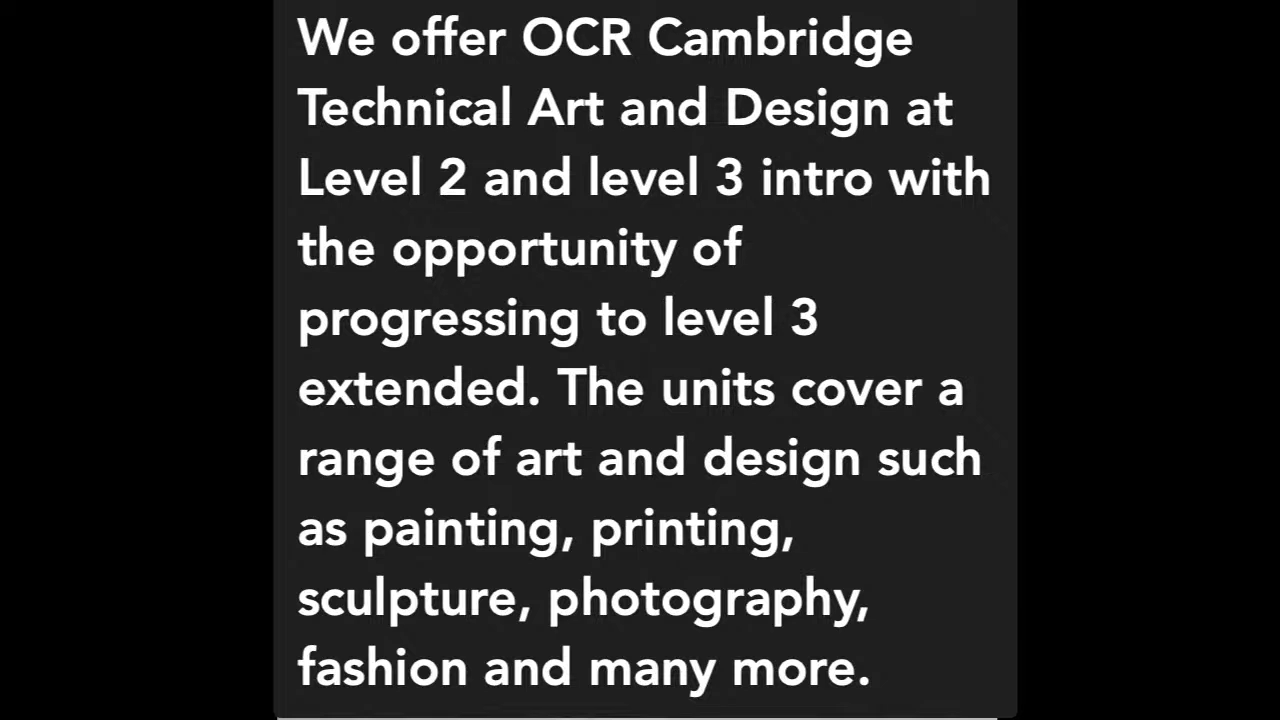 We offer OCR Cambridge
Technical Art and Design at
Level 2 and level 3 intro with
the opportunity of
progressing to level 3
extended. The units cover a
range of art and design such
as painting, printing,
sculpture, photography,
fashion and many more.